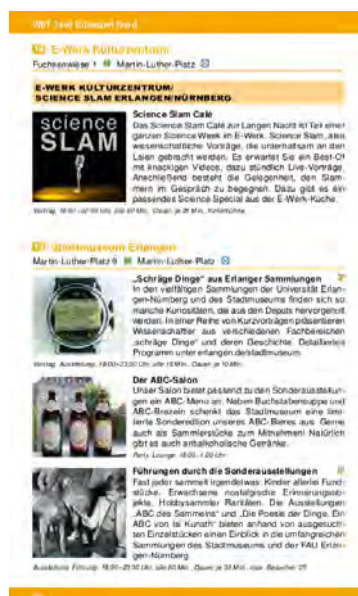 E-Werk Kulturzentrum
Fuchsenwiese 1 Martin-Luther-Platz
E-WERK KULTURZENTRUM/
SCIENCE SLAM ERLANGEN/NÜRNBERG
science
SLAM
Science Slam Café
Das Science Slam Café zur Langen Nacht ist Teil einer
ganzen Science Week im E-Werk. Science Slam, also
wissenschaftliche Vorträge, die unterhaltsam an den
Laien gebracht werden. Es erwartet Sie ein Best-Of
mit knackigen Videos, dazu stündlich Live-Vorträge.
Anschließend besteht die Gelegenheit, den Slam-
mern im Gespräch zu begegnen. Dazu gibt es ein
passendes Science Special aus der E-Werk-Küche.
Stadtmuseum Erlangen
Martin-Luther-Platz 9 Martin-Luther-Platz
„Schräge Dinge“ aus Erlanger Sammlungen
In den vielfältigen Sammlungen der Universität Erlan-
gen-Nürnberg und des Stadtmuseums finden sich so
manche Kuriositäten, die aus den Depots hervorgeholt
werden. In einer Reihe von Kurzvorträgen präsentieren
Wissenschaftler aus verschiedenen Fachbereichen
„schräge Dinge“ und deren Geschichte. Detailliertes
Programm unter erlangen.de/stadtmuseum
Der ABC-Salon
Unser Salon bietet passend zu den Sonderausstellun-
gen ein ABC-Menü an. Neben Buchstabensuppe und
ABC-Brezeln schenkt das Stadtmuseum eine limi-
tierte Sonderedition unseres ABC-Bieres aus. Gerne
auch als Sammlerstücke zum Mitnehmen! Natürlich
gibt es auch antialkoholische Getränke.
Party, Lounge, 18:00–1:00 Uhr
Führungen durch die Sonderausstellungen
Fast jeder sammelt irgendetwas: Kinder allerlei Fund-
stücke, Erwachsene nostalgische Erinnerungsob-
jekte, Hobbysammler Raritäten. Die Ausstellungen
„ABC des Sammelns“ und „Die Poesie der Dinge. Ein
ABC von Isi Kunath“ bieten anhand von ausgesuch-
ten Einzelstücken einen Einblick in die umfangreichen
Sammlungen des Stadtmuseums und der FAU Erlan-
gen-Nürnberg